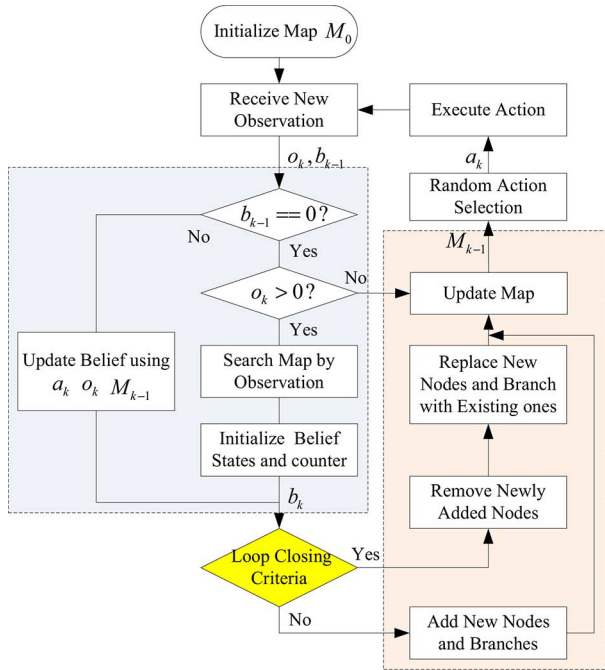 Initialize Map M₀
Receive New
Observation
Execute Action
oₖ, bₖ₋₁
aₖ
Random Action
Selection
bₖ₋₁ == 0?
No
Yes
Mₖ₋₁
oₖ > 0?
No
Update Map
Yes
Update Belief using
aₖ oₖ Mₖ₋₁
Search Map by
Observation
Replace New
Nodes and Branch
with Existing ones
Initialize Belief
States and counter
bₖ
Remove Newly
Added Nodes
Loop Closing
Criteria
Yes
No
Add New Nodes
and Branches